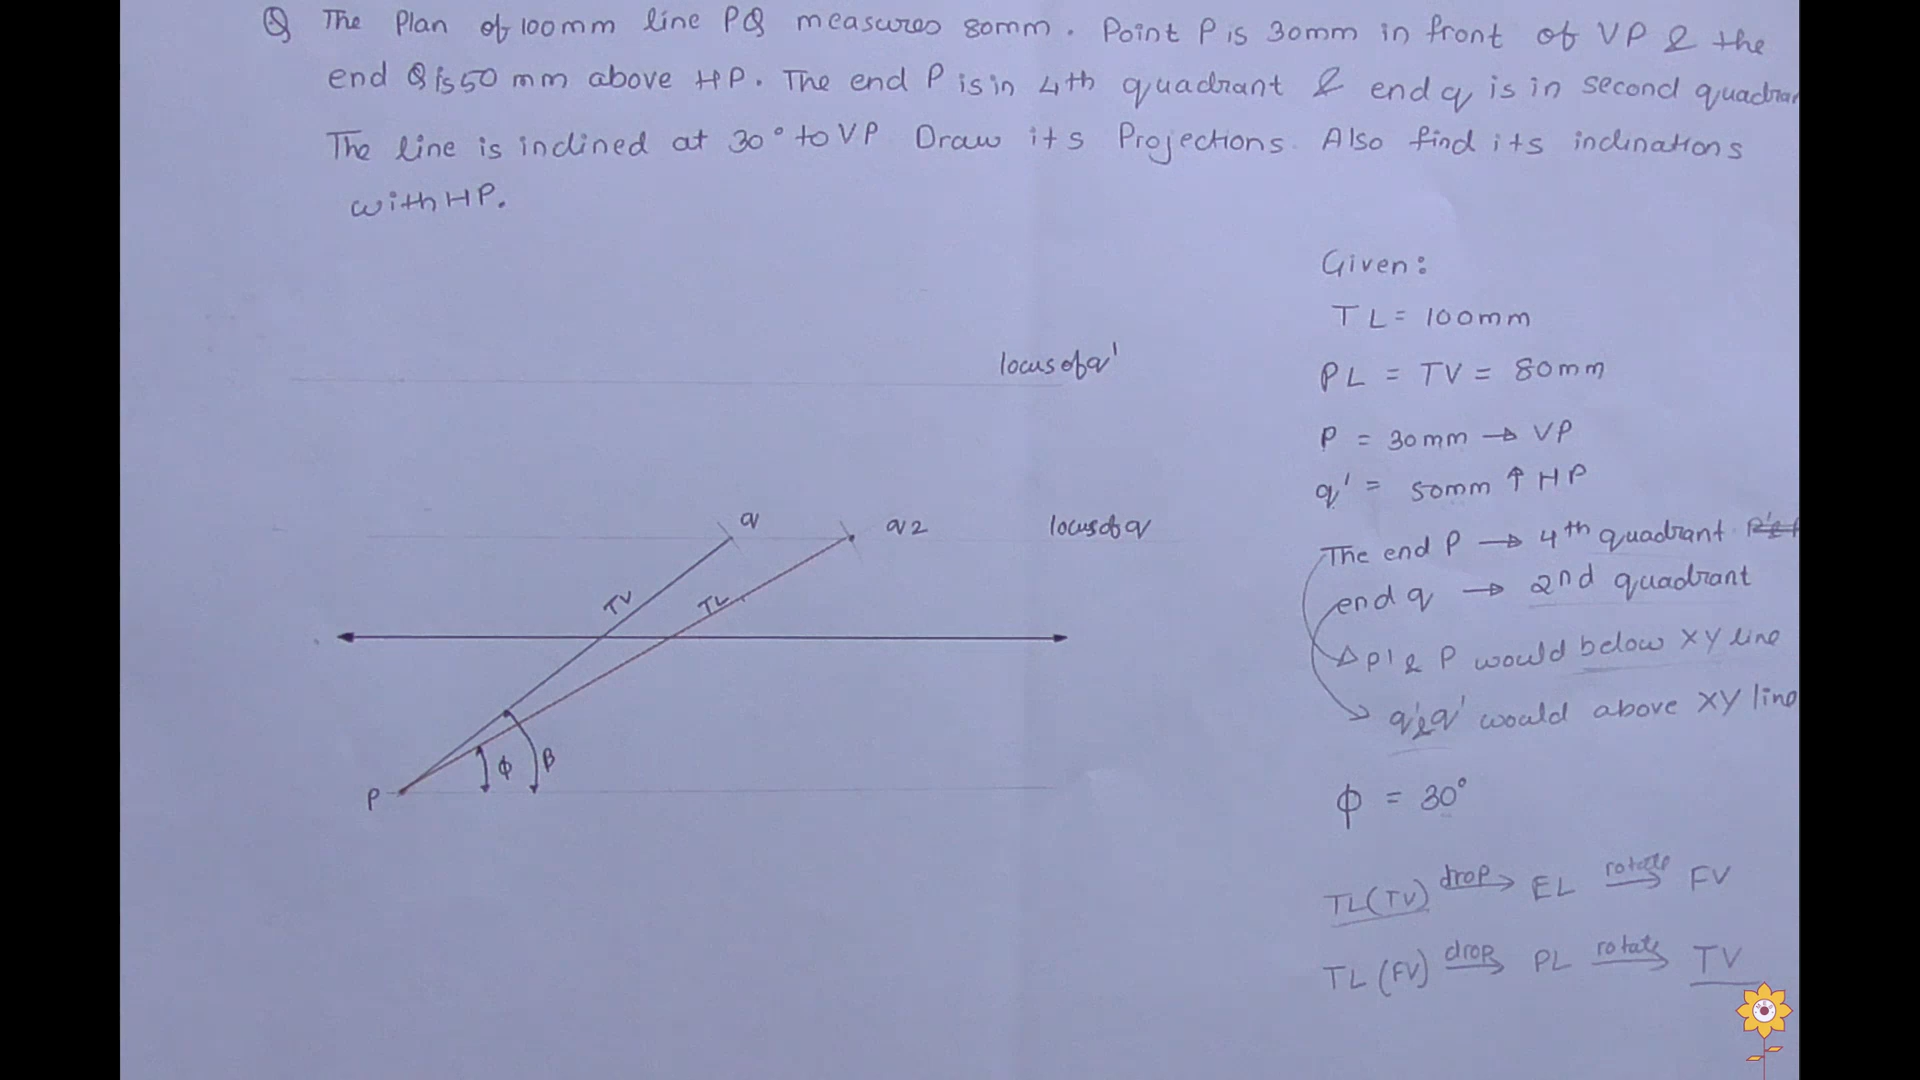 Q The Plan of 100mm line PQ measures 80mm. Point P is 30mm in front of VP & the
end Q is 50 mm above HP. The end P is in 4th quadrant & end q is in second
The line is inclined at 30° to VP Draw its Projections. Also find its inclinations
with HP.
Given:
TL = 100mm
PL = TV = 80mm
P = 30mm → VP
q' = 50mm ↑ HP
The end P → 4th quadrant
end q → 2nd quadrant
p' & P would below XY line
would above XY line
ϕ = 30°
TL(TV) drop→ EL rotate→ FV
TL(FV) drop→ PL rotate→ TV
locus of q'
q
q2
locus of q
TV
TL
P
ϕ
β